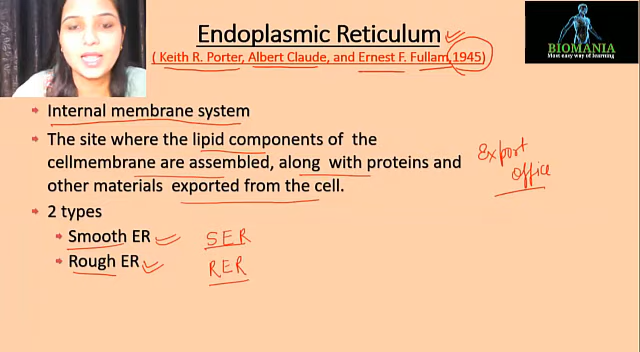 Endoplasmic Reticulum
( Keith R. Porter, Albert Claude, and Ernest F. Fullam,1945)
BIOMANIA
Most easy way of learning
Internal membrane system
The site where the lipid components of the
cellmembrane are assembled, along with proteins and
other materials exported from the cell.
Export
office
2 types
Smooth ER
SER
Rough ER
RER